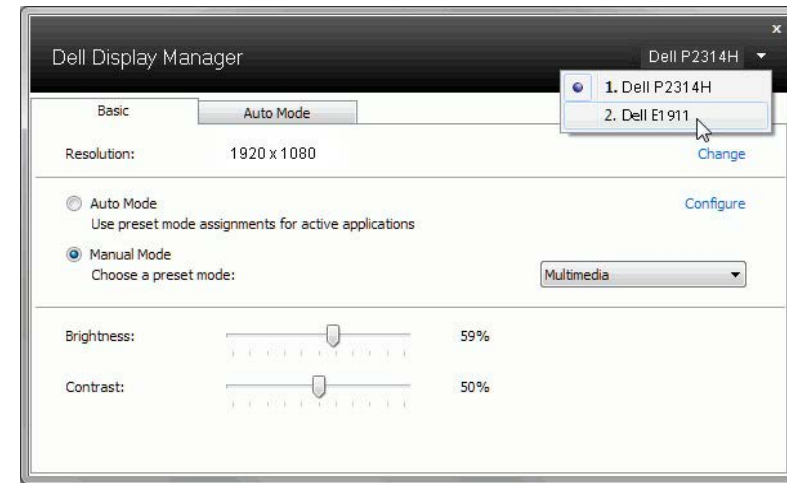 x
Dell Display Manager
Dell P2314H
1. Dell P2314H
2. Dell E1911
Basic
Auto Mode
Resolution:
1920 x 1080
Change
Auto Mode
Configure
Use preset mode assignments for active applications
Manual Mode
Choose a preset mode:
Multimedia
Brightness:
59%
Contrast:
50%